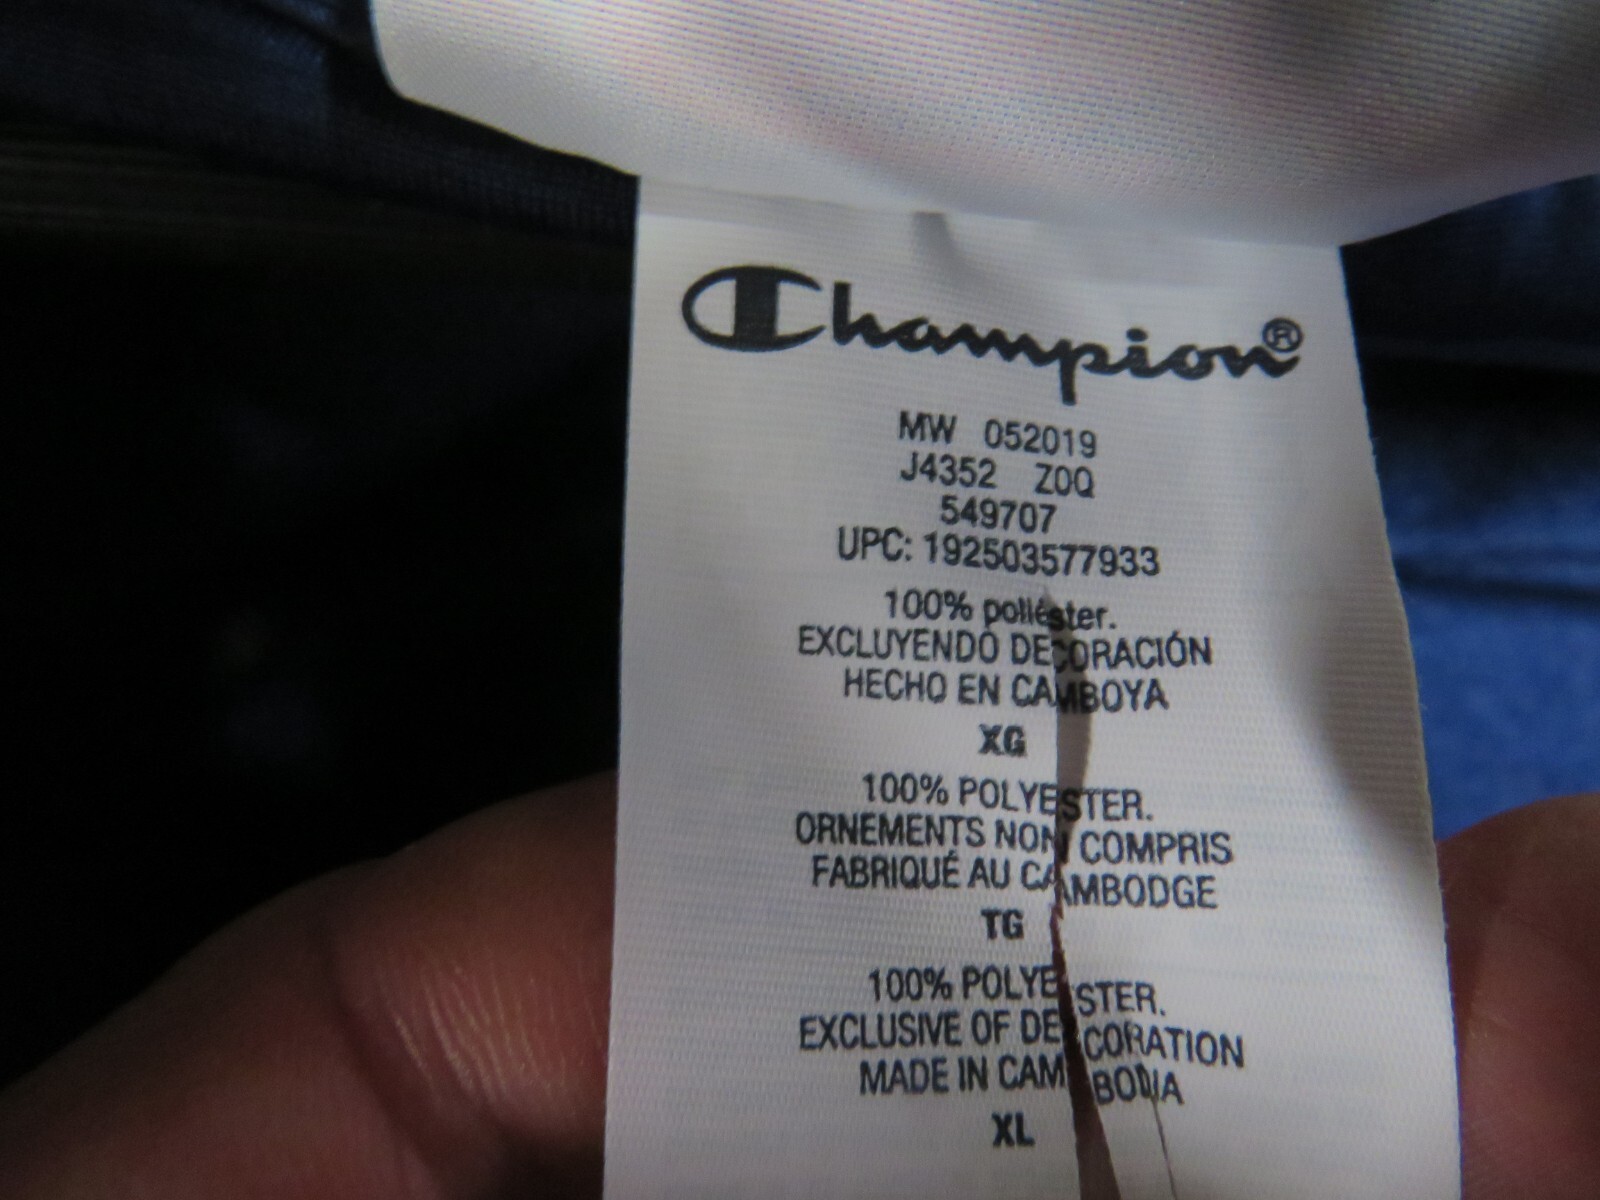 Champion®
MW 052019
J4352 Z0Q
549707
UPC: 192503577933
100% poliéster.
EXCLUYENDO DECORACIÓN
HECHO EN CAMBOYA
XG
100% POLYESTER.
ORNEMENTS NON COMPRIS
FABRIQUÉ AU CAMBODGE
TG
100% POLYESTER.
EXCLUSIVE OF DECORATION
MADE IN CAMBODIA
XL